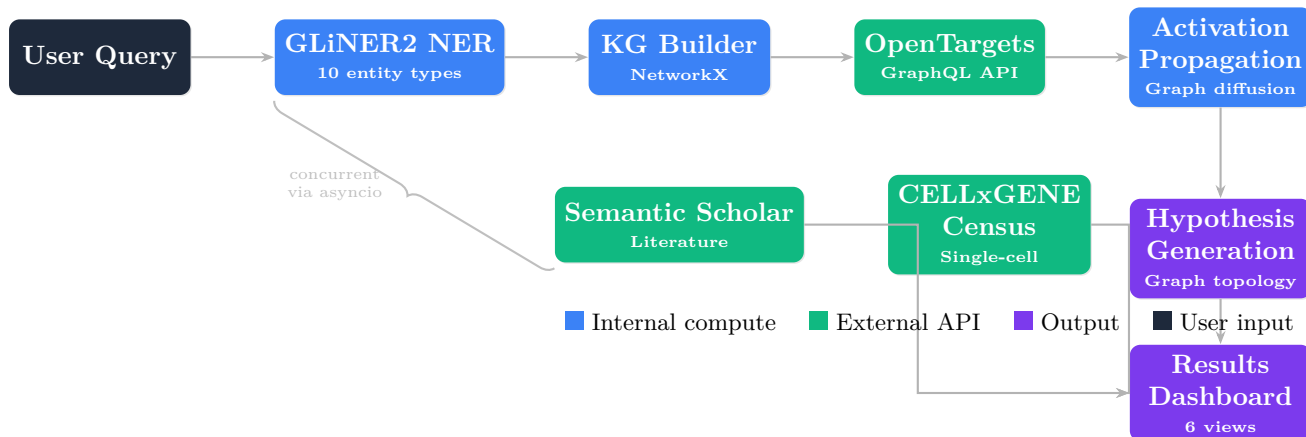 User Query
GLiNER2 NER
10 entity types
KG Builder
NetworkX
OpenTargets
GraphQL API
Activation
Propagation
Graph diffusion
concurrent
via asyncio
Semantic Scholar
Literature
CELLxGENE
Census
Single-cell
Hypothesis
Generation
Graph topology
Internal compute
External API
Output
User input
Results
Dashboard
6 views